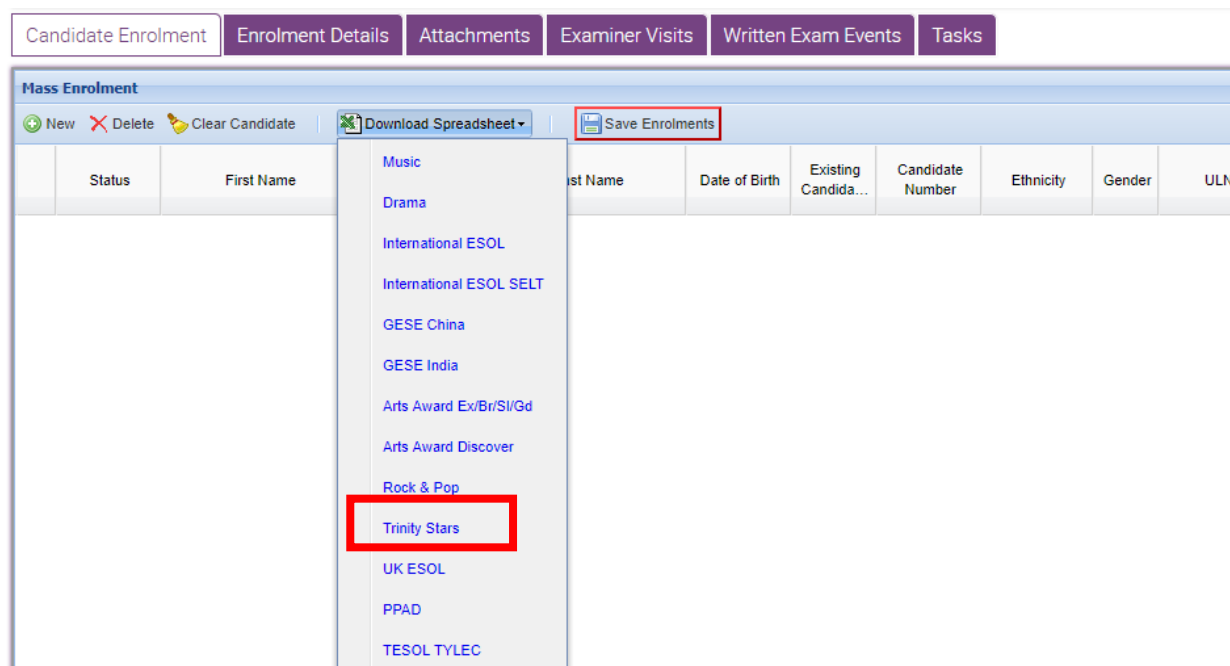 Candidate Enrolment Enrolment Details Attachments Examiner Visits Written Exam Events Tasks
Mass Enrolment
New Delete Clear Candidate Download Spreadsheet Save Enrolments
Status First Name Name Date of Birth Existing Candida... Candidate Number Ethnicity Gender ULN
Music
Drama
International ESOL
International ESOL SELT
GESE China
GESE India
Arts Award Ex/Br/Sl/Gd
Arts Award Discover
Rock & Pop
Trinity Stars
UK ESOL
PPAD
TESOL TYLEC